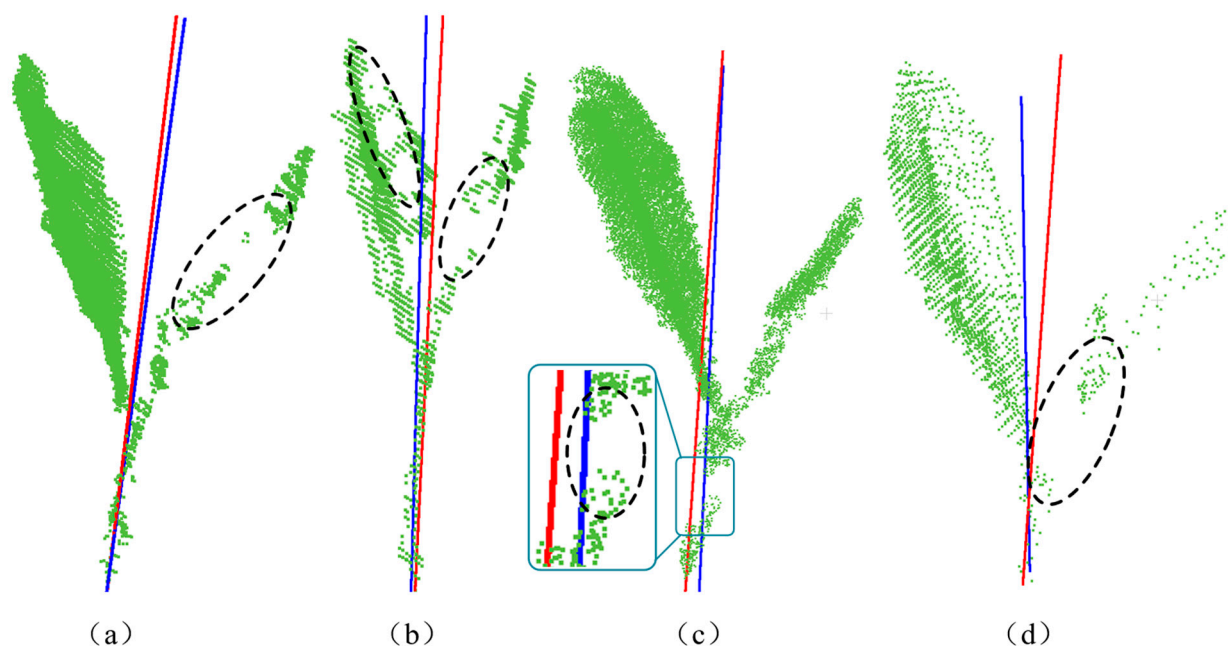 （a） （b） （c） （d）